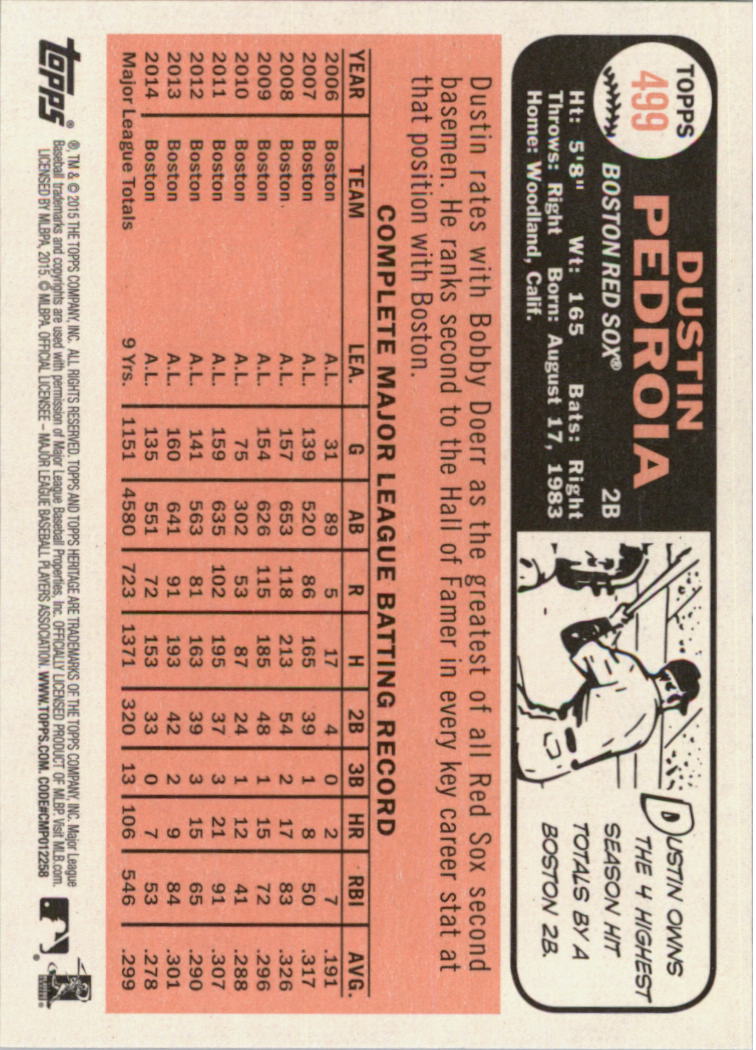 TOPPS
499
DUSTIN
PEDROIA
BOSTON RED SOX® 2B
Ht: 5'8" Wt: 165 Bats: Right
Throws: Right Born: August 17, 1983
Home: Woodland, Calif.
DUSTIN OWNS
THE 4 HIGHEST
SEASON HIT
TOTALS BY A
BOSTON 2B.
Dustin rates with Bobby Doerr as the greatest of all Red Sox second
basemen. He ranks second to the Hall of Famer in every key career stat at
that position with Boston.
COMPLETE MAJOR LEAGUE BATTING RECORD
YEAR TEAM LEA. G AB R H 2B 3B HR RBI AVG.
2006 Boston A.L. 31 89 5 17 4 0 2 7 .191
2007 Boston A.L. 139 520 86 165 39 1 8 50 .317
2008 Boston A.L. 157 653 118 213 54 2 17 83 .326
2009 Boston A.L. 154 626 115 185 48 1 15 72 .296
2010 Boston A.L. 75 302 53 87 24 1 12 41 .288
2011 Boston A.L. 159 635 102 195 37 3 21 91 .307
2012 Boston A.L. 141 563 81 163 39 3 15 65 .290
2013 Boston A.L. 160 641 91 193 42 2 9 84 .301
2014 Boston A.L. 135 551 72 153 33 0 7 53 .278
Major League Totals 9 Yrs. 1151 4580 723 1371 320 13 106 546 .299
topps®
®, TM & © 2015 THE TOPPS COMPANY, INC. ALL RIGHTS RESERVED. TOPPS AND TOPPS HERITAGE ARE TRADEMARKS OF THE TOPPS COMPANY, INC. Major League
Baseball trademarks and copyrights are used with permission of Major League Baseball Properties, Inc. OFFICIALLY LICENSED PRODUCT OF MLBP. Visit MLB.com.
LICENSED BY MLBPA, 2015. © MLBPA. OFFICIAL LICENSEE – MAJOR LEAGUE BASEBALL PLAYERS ASSOCIATION. WWW.TOPPS.COM. CODE#CMP012258